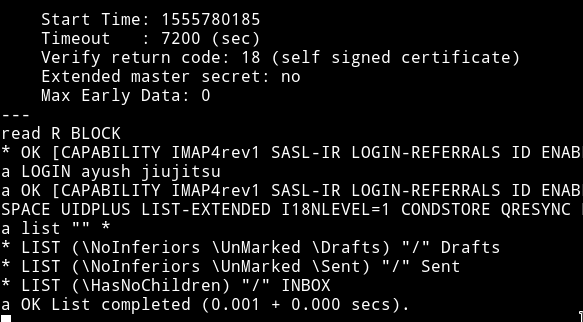 Start Time: 1555780185
Timeout   : 7200 (sec)
Verify return code: 18 (self signed certificate)
Extended master secret: no
Max Early Data: 0
---
read R BLOCK
* OK [CAPABILITY IMAP4rev1 SASL-IR LOGIN-REFERRALS ID ENAB
a LOGIN ayush jiujitsu
a OK [CAPABILITY IMAP4rev1 SASL-IR LOGIN-REFERRALS ID ENAB
SPACE UIDPLUS LIST-EXTENDED I18NLEVEL=1 CONDSTORE QRESYNC
a list "" *
* LIST (\NoInferiors \UnMarked \Drafts) "/" Drafts
* LIST (\NoInferiors \UnMarked \Sent) "/" Sent
* LIST (\HasNoChildren) "/" INBOX
a OK List completed (0.001 + 0.000 secs).